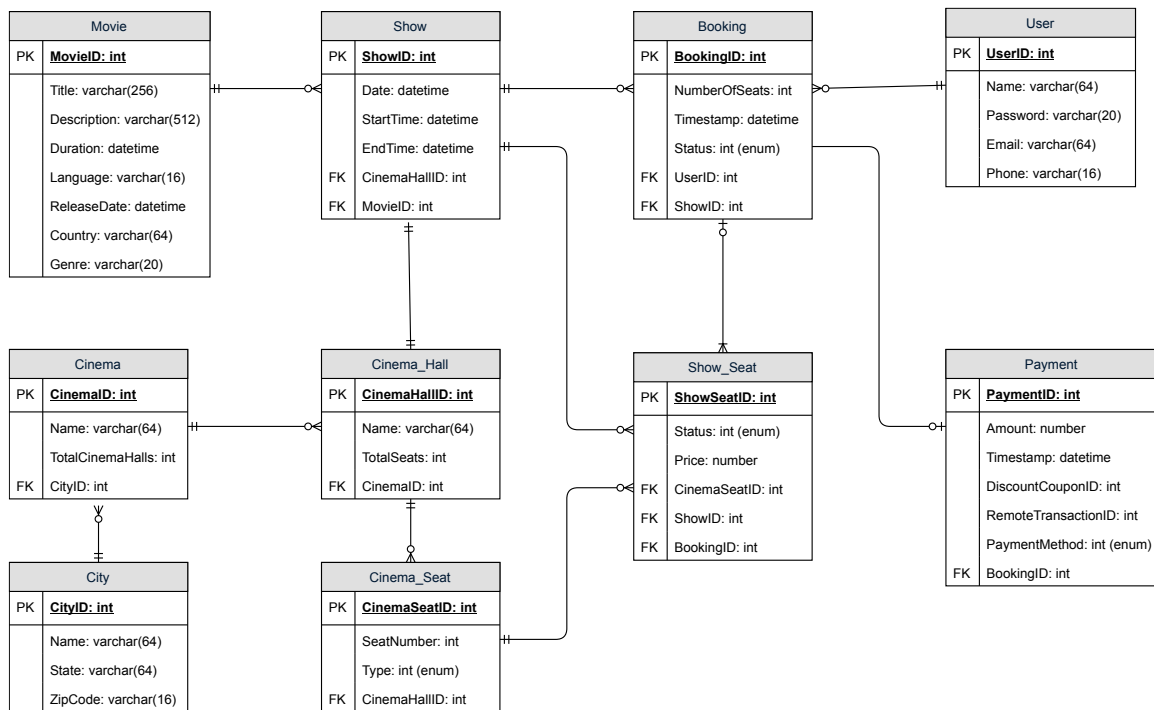 Movie
PK MovieID: int
Title: varchar(256)
Description: varchar(512)
Duration: datetime
Language: varchar(16)
ReleaseDate: datetime
Country: varchar(64)
Genre: varchar(20)
Show
PK ShowID: int
Date: datetime
StartTime: datetime
EndTime: datetime
FK CinemaHallID: int
FK MovieID: int
Booking
PK BookingID: int
NumberOfSeats: int
Timestamp: datetime
Status: int (enum)
FK UserID: int
FK ShowID: int
User
PK UserID: int
Name: varchar(64)
Password: varchar(20)
Email: varchar(64)
Phone: varchar(16)
Cinema
PK CinemaID: int
Name: varchar(64)
TotalCinemaHalls: int
FK CityID: int
Cinema_Hall
PK CinemaHallID: int
Name: varchar(64)
TotalSeats: int
FK CinemaID: int
Show_Seat
PK ShowSeatID: int
Status: int (enum)
Price: number
FK CinemaSeatID: int
FK ShowID: int
FK BookingID: int
Payment
PK PaymentID: int
Amount: number
Timestamp: datetime
DiscountCouponID: int
RemoteTransactionID: int
PaymentMethod: int (enum)
FK BookingID: int
City
PK CityID: int
Name: varchar(64)
State: varchar(64)
ZipCode: varchar(16)
Cinema_Seat
PK CinemaSeatID: int
SeatNumber: int
Type: int (enum)
FK CinemaHallID: int